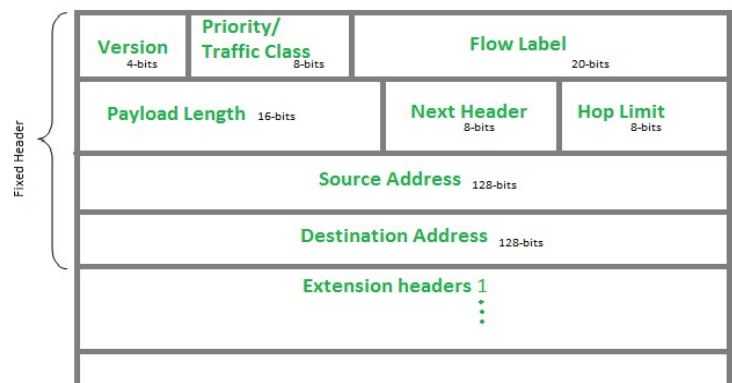 Priority/
Version Traffic Class Flow Label
4-bits 8-bits 20-bits
Payload Length 16-bits Next Header Hop Limit
8-bits 8-bits
Fixed Header
Source Address 128-bits
Destination Address 128-bits
Extension headers 1